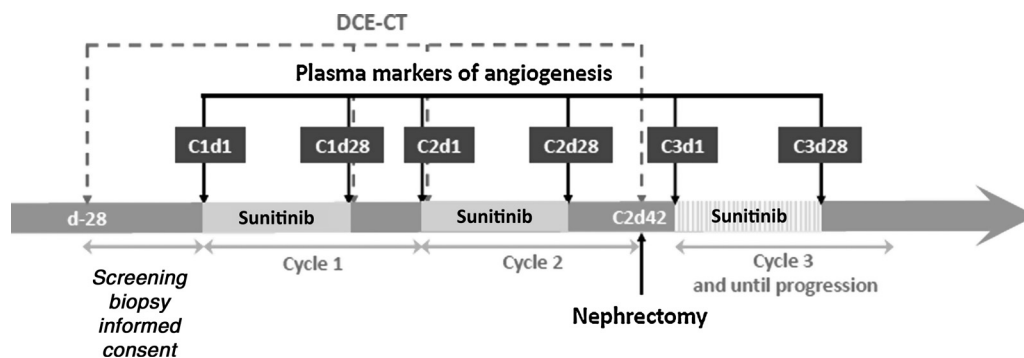 DCE-CT
Plasma markers of angiogenesis
C1d1 C1d28 C2d1 C2d28 C3d1 C3d28
d-28 Sunitinib Sunitinib C2d42 Sunitinib
Cycle 1 Cycle 2 Cycle 3
and until progression
Screening
biopsy
informed
consent
Nephrectomy